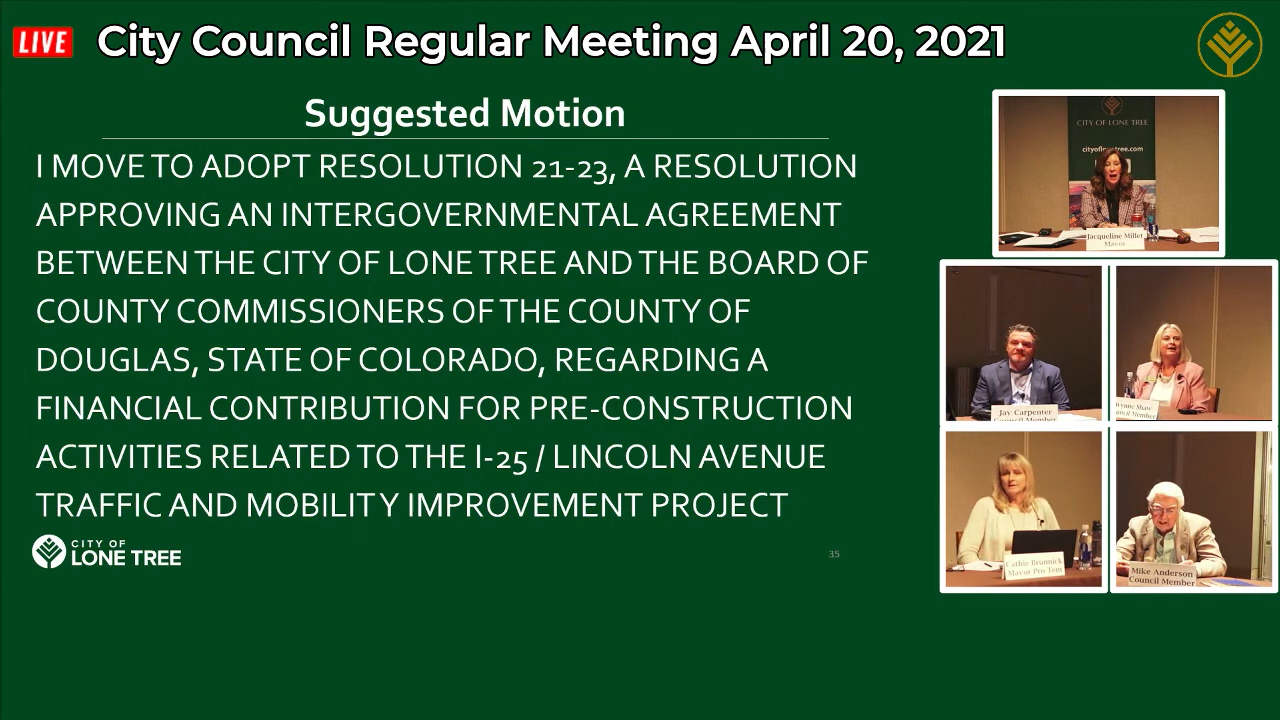 LIVE
City Council Regular Meeting April 20, 2021
Suggested Motion
I MOVE TO ADOPT RESOLUTION 21-23, A RESOLUTION
APPROVING AN INTERGOVERNMENTAL AGREEMENT
BETWEEN THE CITY OF LONE TREE AND THE BOARD OF
COUNTY COMMISSIONERS OF THE COUNTY OF
DOUGLAS, STATE OF COLORADO, REGARDING A
FINANCIAL CONTRIBUTION FOR PRE-CONSTRUCTION
ACTIVITIES RELATED TO THE I-25 / LINCOLN AVENUE
TRAFFIC AND MOBILITY IMPROVEMENT PROJECT
CITY OF
LONE TREE
35
CITY OF LONE TREE
Jacqueline Millet
Mayor
Jay Carpenter
Council Member
Cathie Brunnick
Mayor Pro Tem
Mike Anderson
Council Member